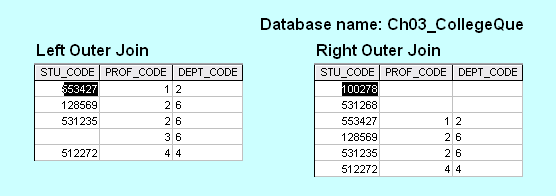 Database name: Ch03_CollegeQue
Left Outer Join
Right Outer Join
STU_CODE PROF_CODE DEPT_CODE
553427 1 2
128569 2 6
531235 2 6
3 6
512272 4 4
STU_CODE PROF_CODE DEPT_CODE
100278
531268
553427 1 2
128569 2 6
531235 2 6
512272 4 4